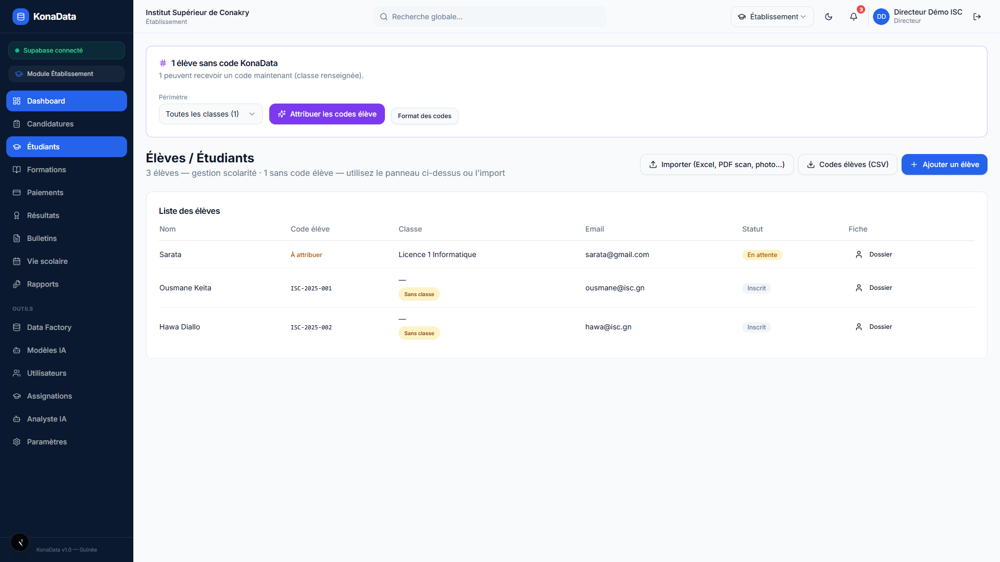 KonaData
Supabase connecté
Module Établissement
Dashboard
Candidatures
Étudiants
Formations
Paiements
Résultats
Bulletins
Vie scolaire
Rapports
OUTILS
Data Factory
Modèles IA
Utilisateurs
Assignations
Analyste IA
Paramètres
KonaData v1.0 — Guinée
Institut Supérieur de Conakry
Établissement
Recherche globale...
Établissement
3
DD
Directeur Démo ISC
Directeur
1 élève sans code KonaData
1 peuvent recevoir un code maintenant (classe renseignée).
Périmètre
Toutes les classes (1)
Attribuer les codes élève
Format des codes
Élèves / Étudiants
3 élèves — gestion scolarité · 1 sans code élève — utilisez le panneau ci-dessus ou l'import
Importer (Excel, PDF scan, photo...)
Codes élèves (CSV)
Ajouter un élève
Liste des élèves
Nom Code élève Classe Email Statut Fiche
Sarata À attribuer Licence 1 Informatique sarata@gmail.com En attente Dossier
Ousmane Keita ISC-2025-001 — ousmane@isc.gn Inscrit Dossier
Sans classe
Hawa Diallo ISC-2025-002 — hawa@isc.gn Inscrit Dossier
Sans classe